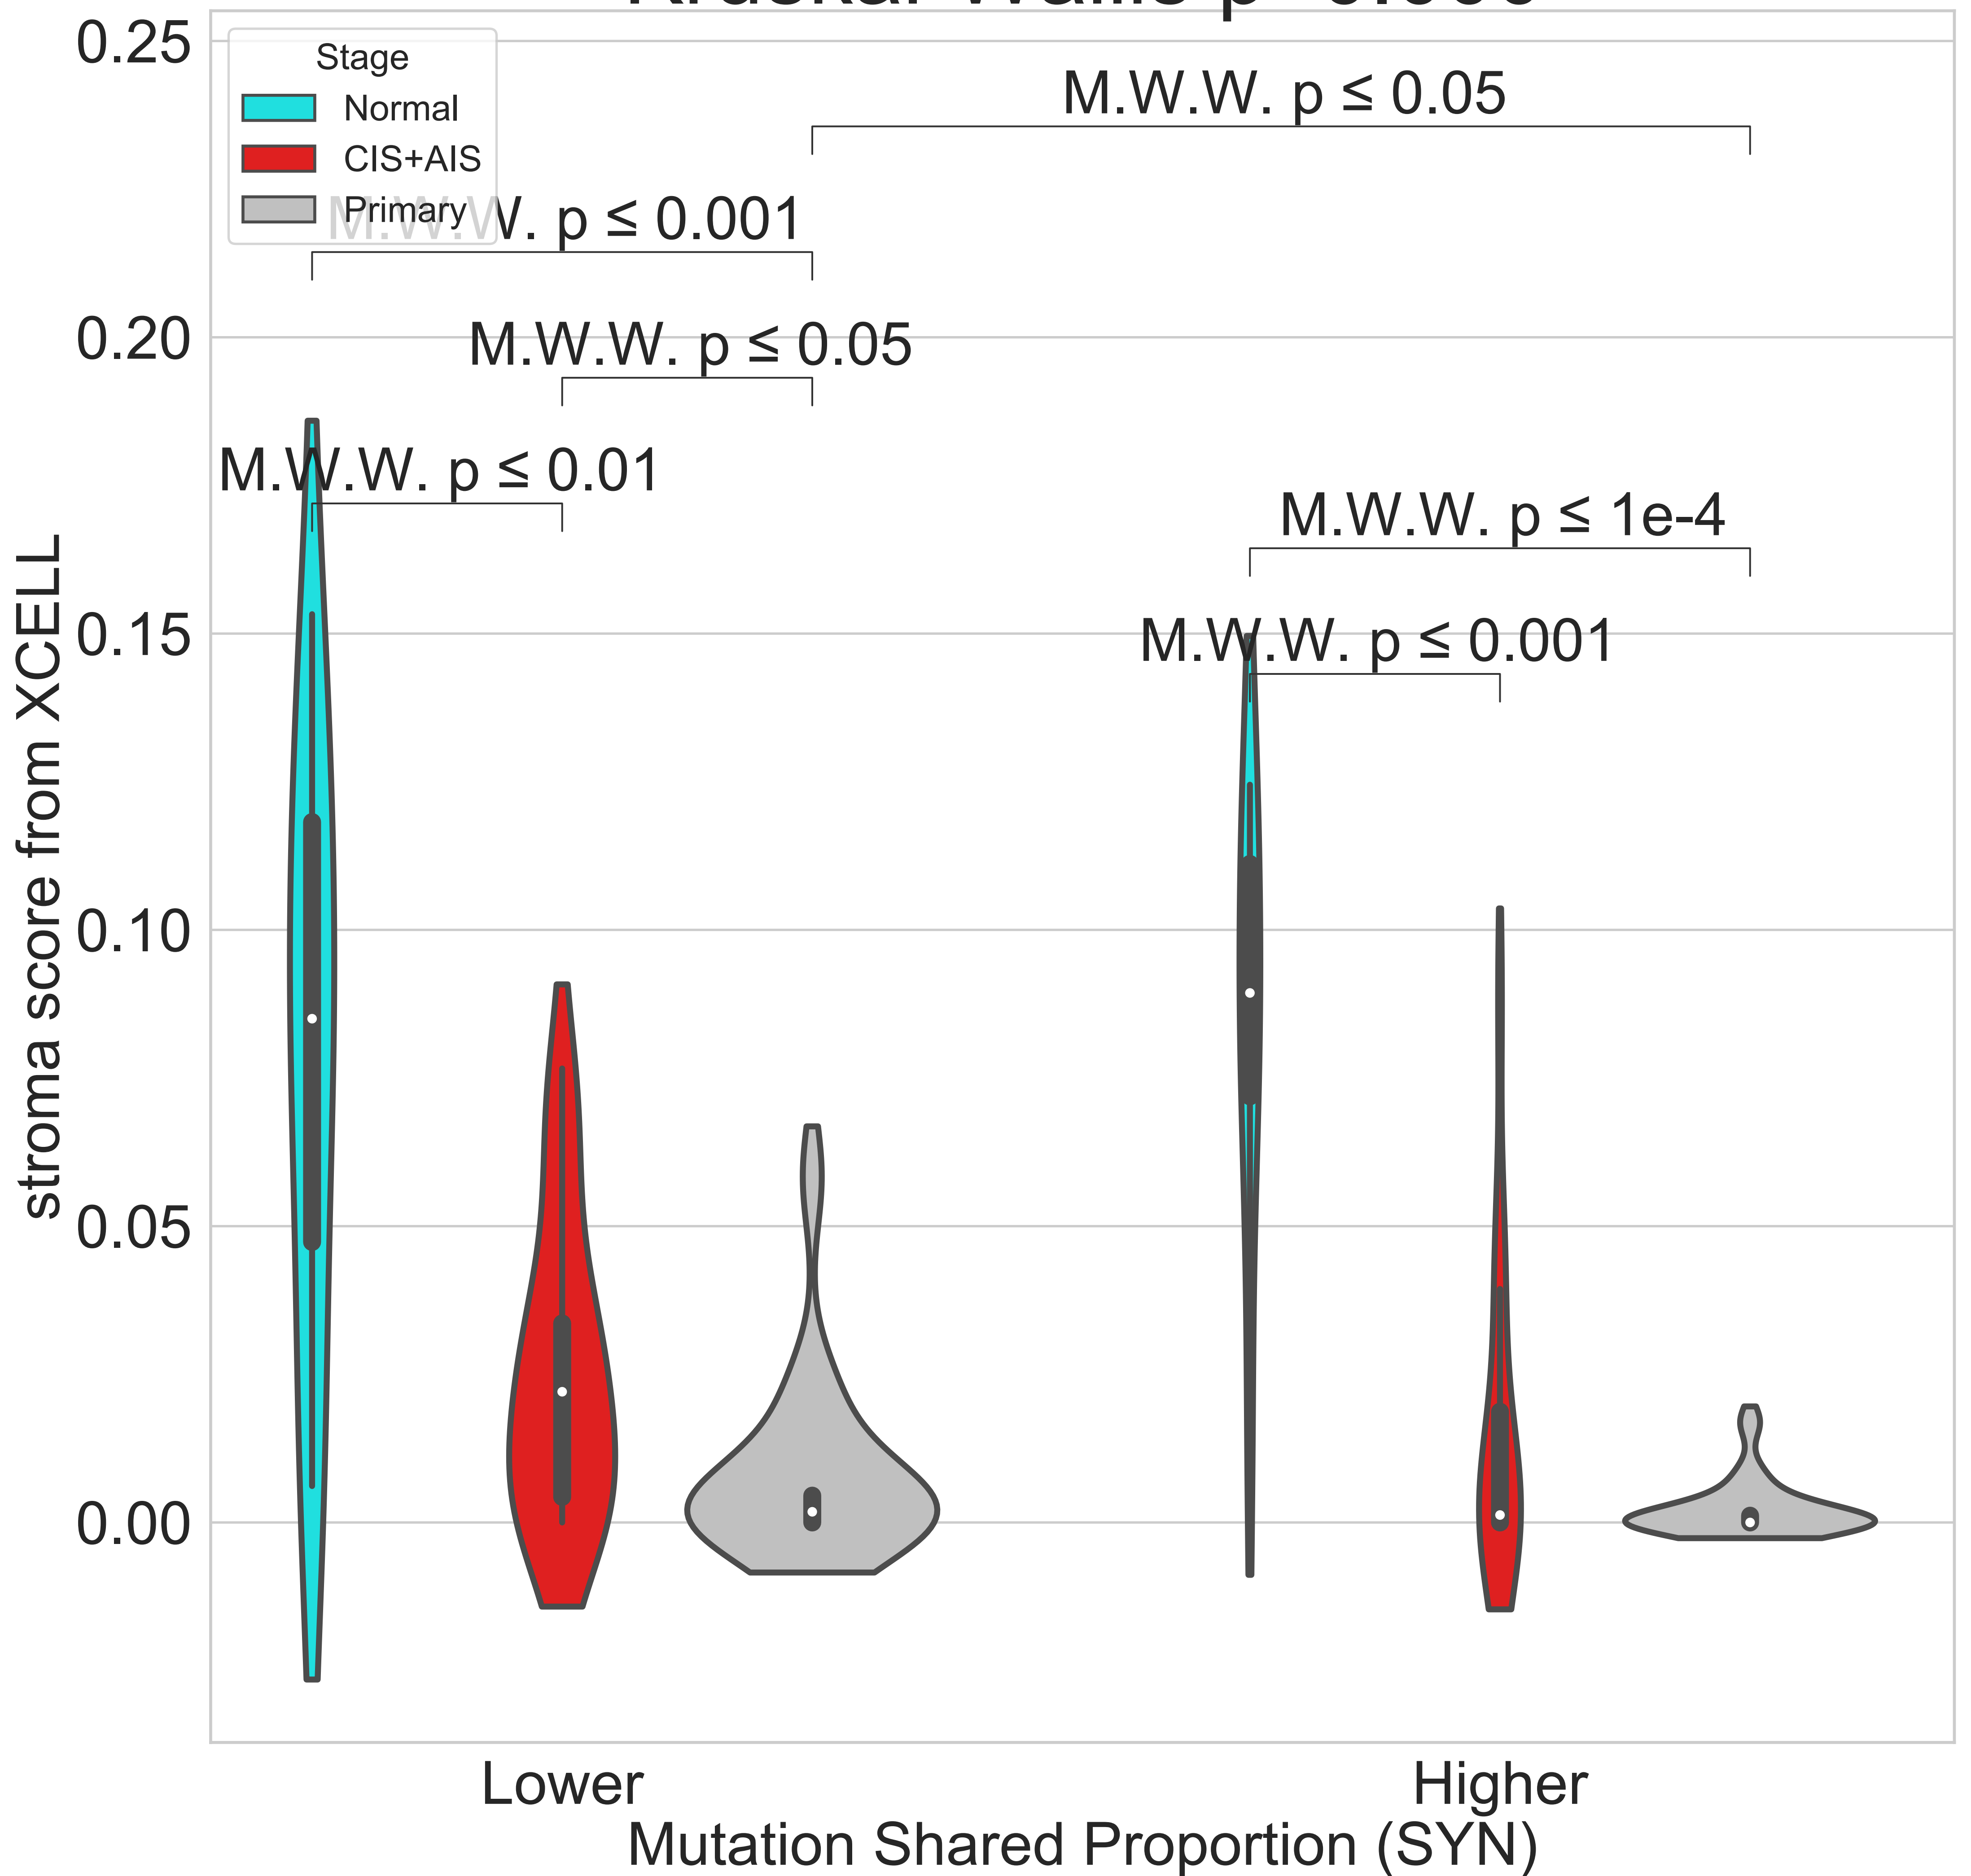 0.25
Stage
Normal
CIS+AIS
Primary
M.W.W. p ≤ 0.05
M.W.W. p ≤ 0.001
0.20
M.W.W. p ≤ 0.05
M.W.W. p ≤ 0.01
M.W.W. p ≤ 1e-4
0.15
M.W.W. p ≤ 0.001
0.10
0.05
0.00
stroma score from XCELL
Lower
Higher
Mutation Shared Proportion (SYN)